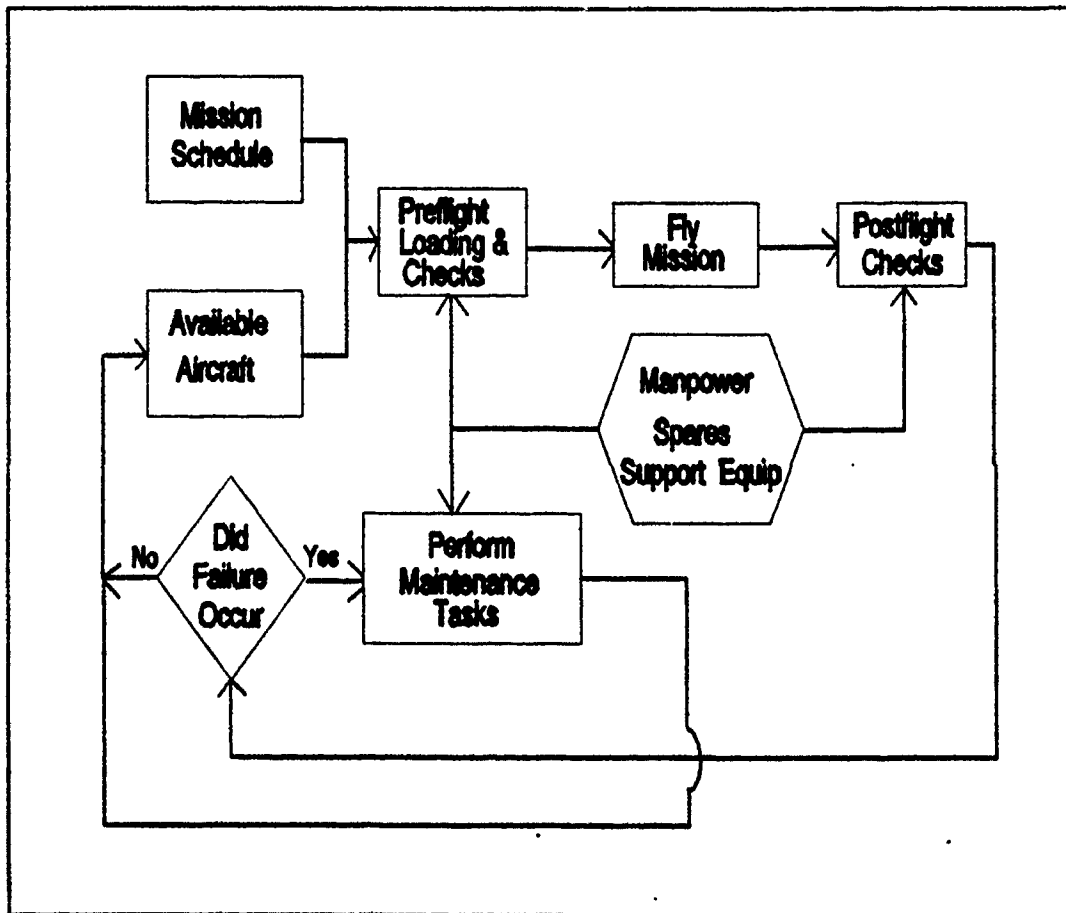 Mission
Schedule
Preflight
Loading &
Checks
Fly
Mission
Postflight
Checks
Available
Aircraft
Manpower
Spares
Support Equip
Did
Failure
Occur
No
Yes
Perform
Maintenance
Tasks